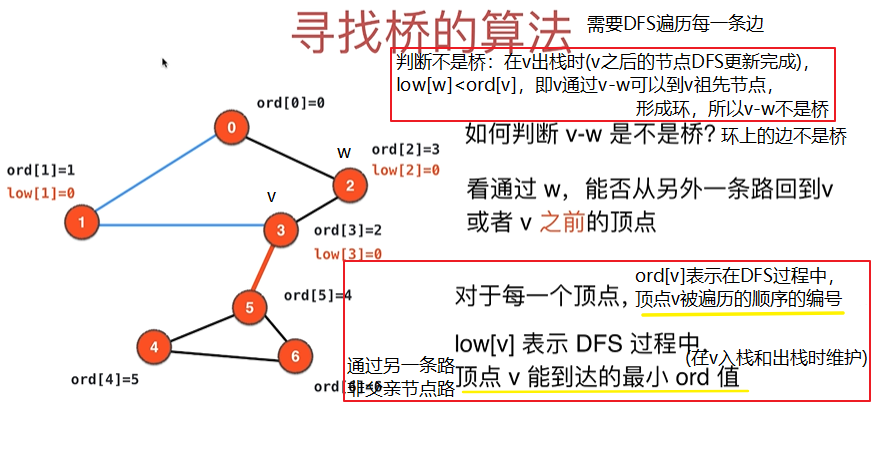 寻找桥的算法
需要DFS遍历每一条边
判断不是桥：在v出栈时(v之后的节点DFS更新完成)，
low[w]<ord[v]，即v通过v-w可以到v祖先节点，
形成环，所以v-w不是桥
如何判断 v-w 是不是桥? 环上的边不是桥
看通过 w，能否从另外一条路回到v
或者 v 之前的顶点
ord[v]表示在DFS过程中，
对于每一个顶点，顶点v被遍历的顺序的编号
low[v] 表示 DFS 过程中，
(在v入栈和出栈时维护)
通过另一条路
非父亲节点路
顶点 v 能到达的最小 ord 值
ord[0]=0
0
w
ord[2]=3
low[2]=0
2
ord[1]=1
low[1]=0
1
v
3
ord[3]=2
low[3]=0
5
ord[5]=4
4
ord[4]=5
6
ord[6]=6